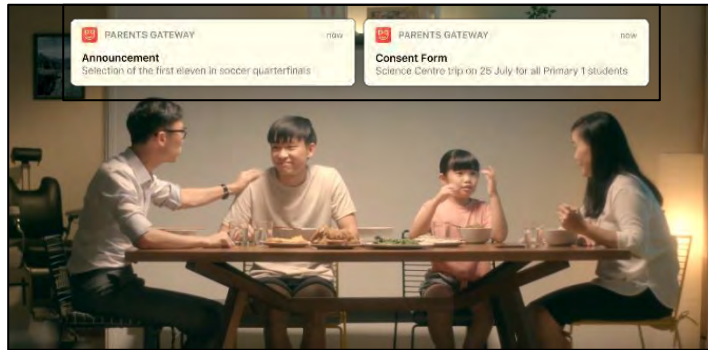 PARENTS GATEWAY
now
Announcement
Selection of the first eleven in soccer quarterfinals
PARENTS GATEWAY
now
Consent Form
Science Centre trip on 25 July for all Primary 1 students